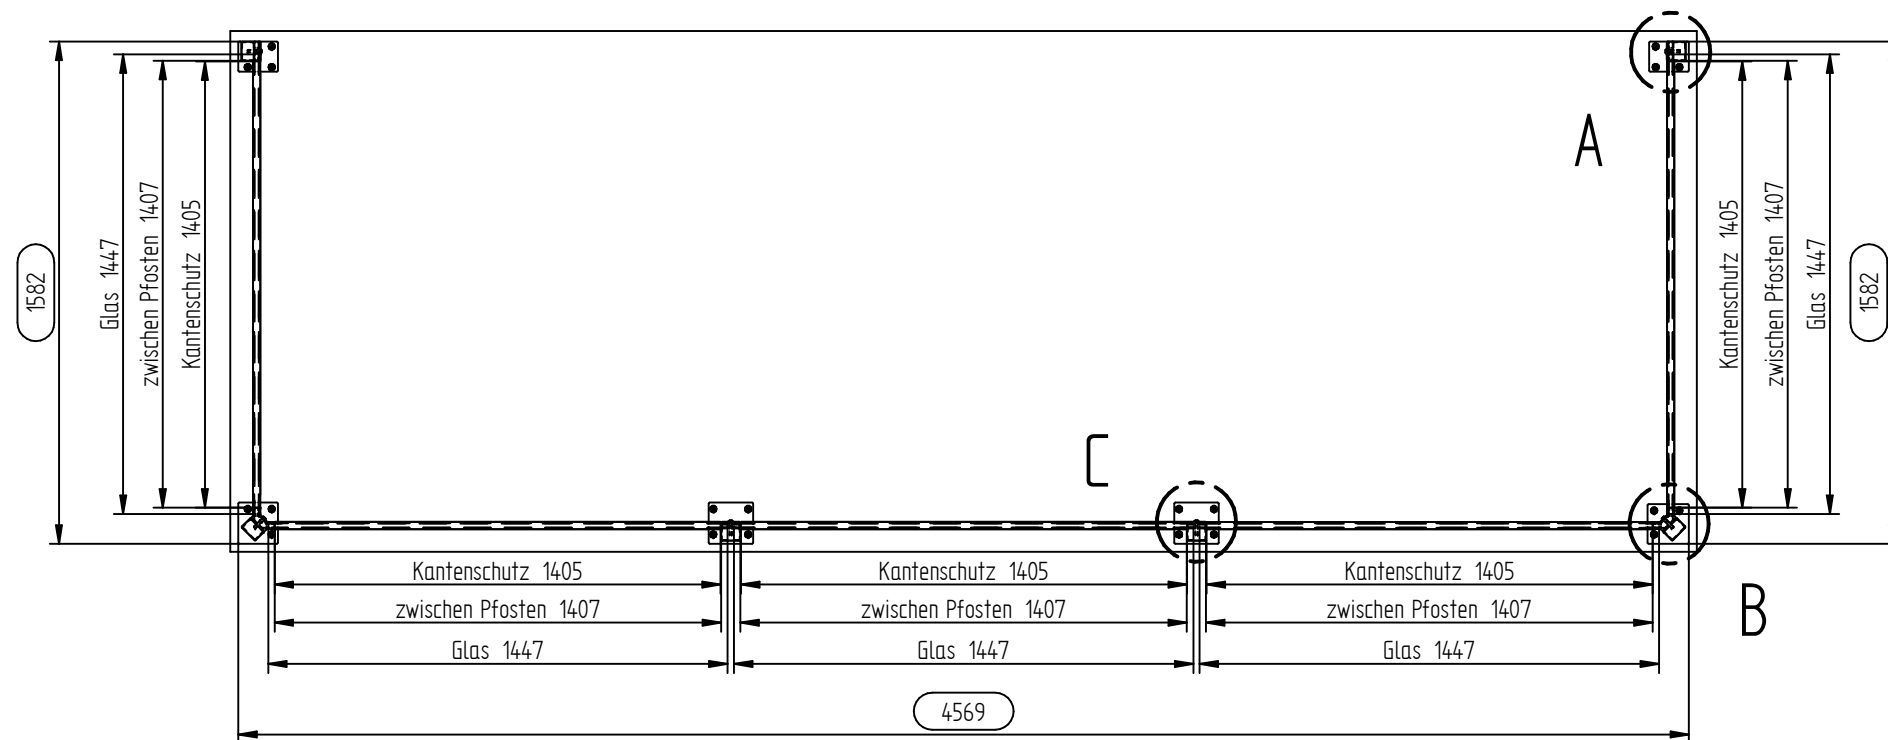 A
1582
Glas 1447
zwischen Pfosten 1407
Kantenschutz 1405
Kantenschutz 1405
zwischen Pfosten 1407
Glas 1447
1582
C
B
Kantenschutz 1405
Kantenschutz 1405
Kantenschutz 1405
zwischen Pfosten 1407
zwischen Pfosten 1407
zwischen Pfosten 1407
Glas 1447
Glas 1447
Glas 1447
4569